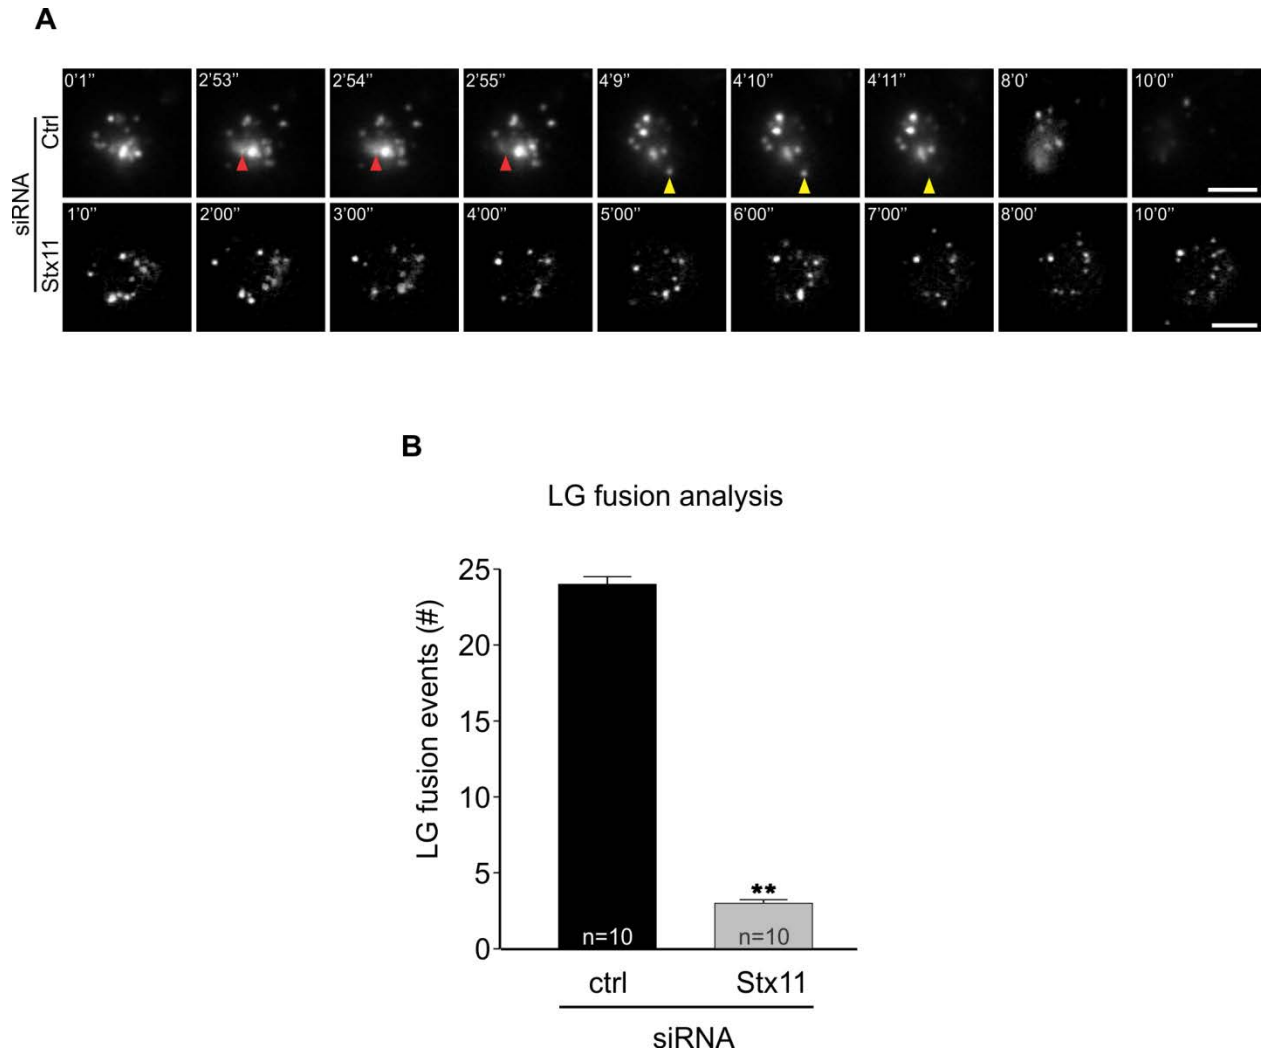 A
siRNA
Ctrl
0’1’’ 2’53’’ 2’54’’ 2’55’’ 4’9’’ 4’10’’ 4’11’’ 8’0’ 10’0’’
Stx11
1’0’’ 2’00’’ 3’00’’ 4’00’’ 5’00’’ 6’00’’ 7’00’’ 8’00’ 10’0’’
B
LG fusion analysis
LG fusion events (#)
25
20
15
10
5
0
**
n=10 n=10
ctrl Stx11
siRNA